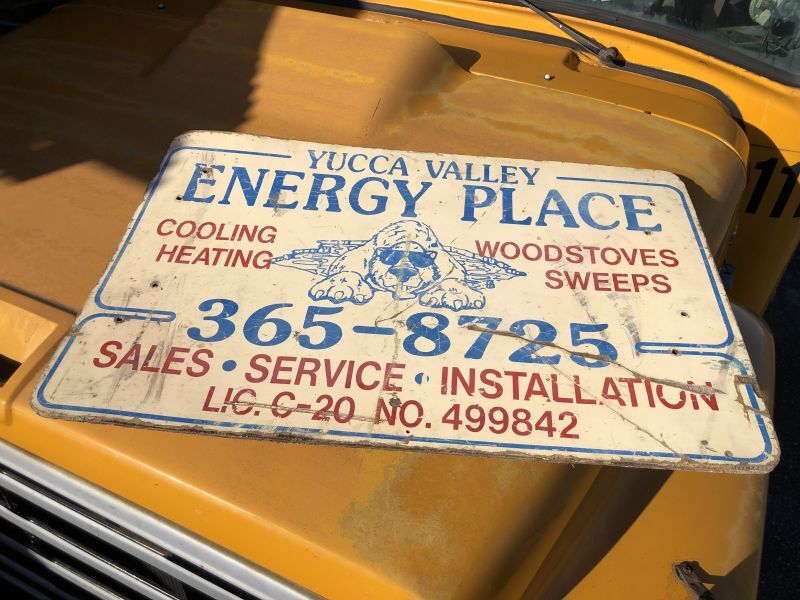 YUCCA VALLEY
ENERGY PLACE
COOLING
HEATING
WOODSTOVES
SWEEPS
365-8725
SALES • SERVICE • INSTALLATION
LIC. C-20 NO. 499842